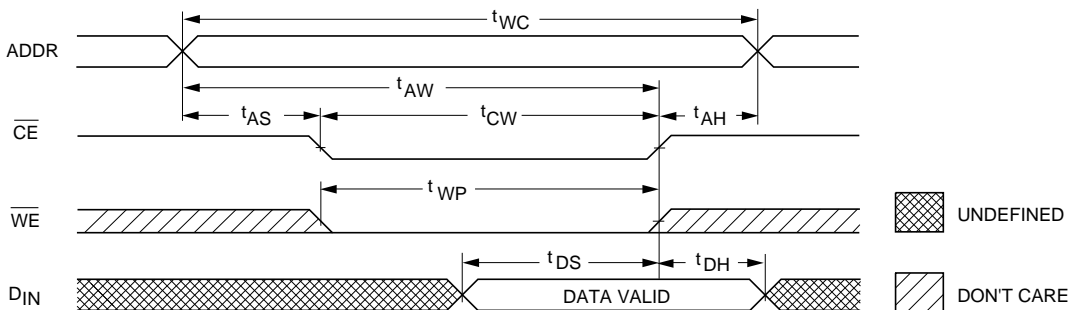 tWC
ADDR
tAW
tAS
tCW
tAH
CE
tWP
WE
UNDEFINED
tDS
tDH
DIN
DATA VALID
DON'T CARE